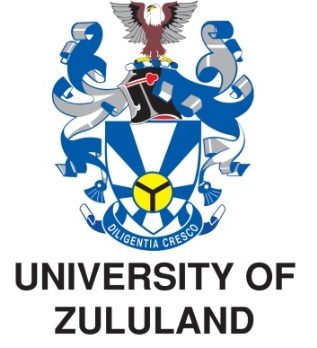 DILIGENTIA CRESCO
UNIVERSITY OF
ZULULAND